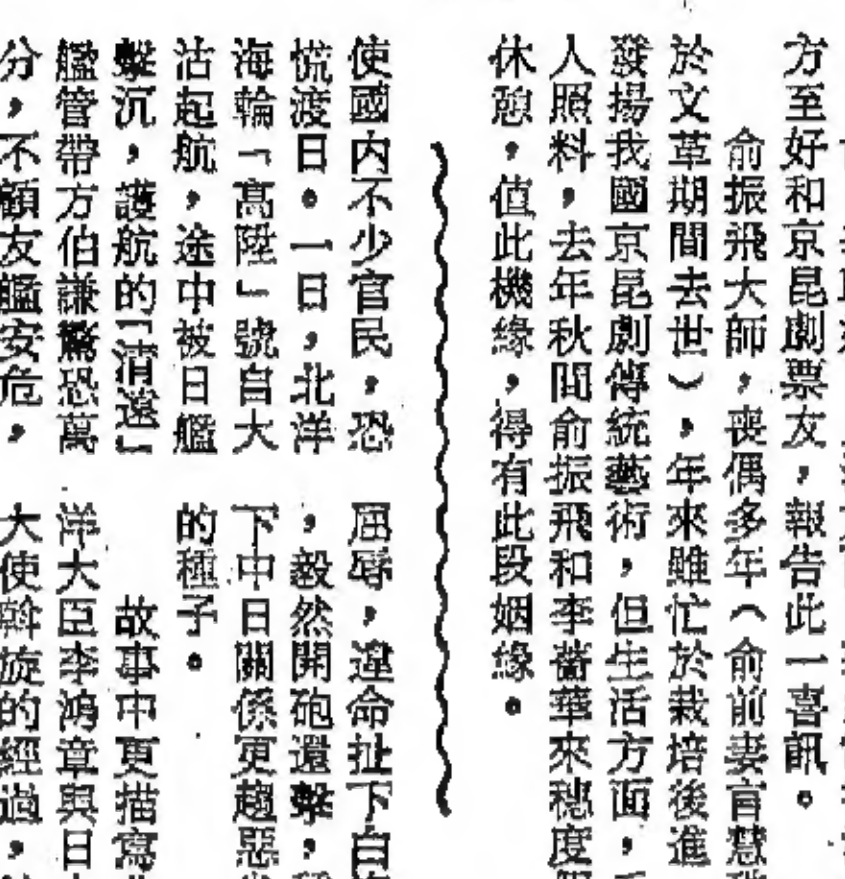 方至好和京昆劇票友，報告此一喜訊。
俞振飛大師，喪偶多年（俞前妻言慧
於文革期間去世），年來雖忙於栽培後進
發揚我國京昆劇傳統藝術，但生活方面，
人照料，去年秋間俞振飛和李薔華來穗度
休憩，值此機緣，得有此段姻緣。
使國內不少官民，恐
慌渡日。一日，北洋
海輪「高陞」號自大
沽起航，途中被日艦
擊沉，護航的「清遠」
艦管帶方伯謙驚恐萬
分，不顧友艦安危，
屈辱，違命扯下白
，毅然開砲還擊，
下中日關係更趨惡
的種子。
故事中更描寫
洋大臣李鴻章與日
大使斡旋的經過，